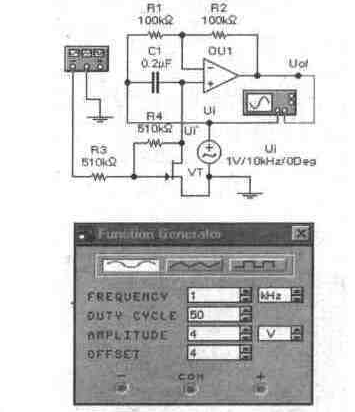 R1
100kΩ
R2
100kΩ
C1
0.2μF
OU1
Uo1
R4
510kΩ
Ui
Ui'
R3
510kΩ
VT
Ui
1V/10kHz/0Deg
Function Generator
FREQUENCY 1 kHz
DUTY CYCLE 50
AMPLITUDE 4 V
OFFSET 4
- COM +